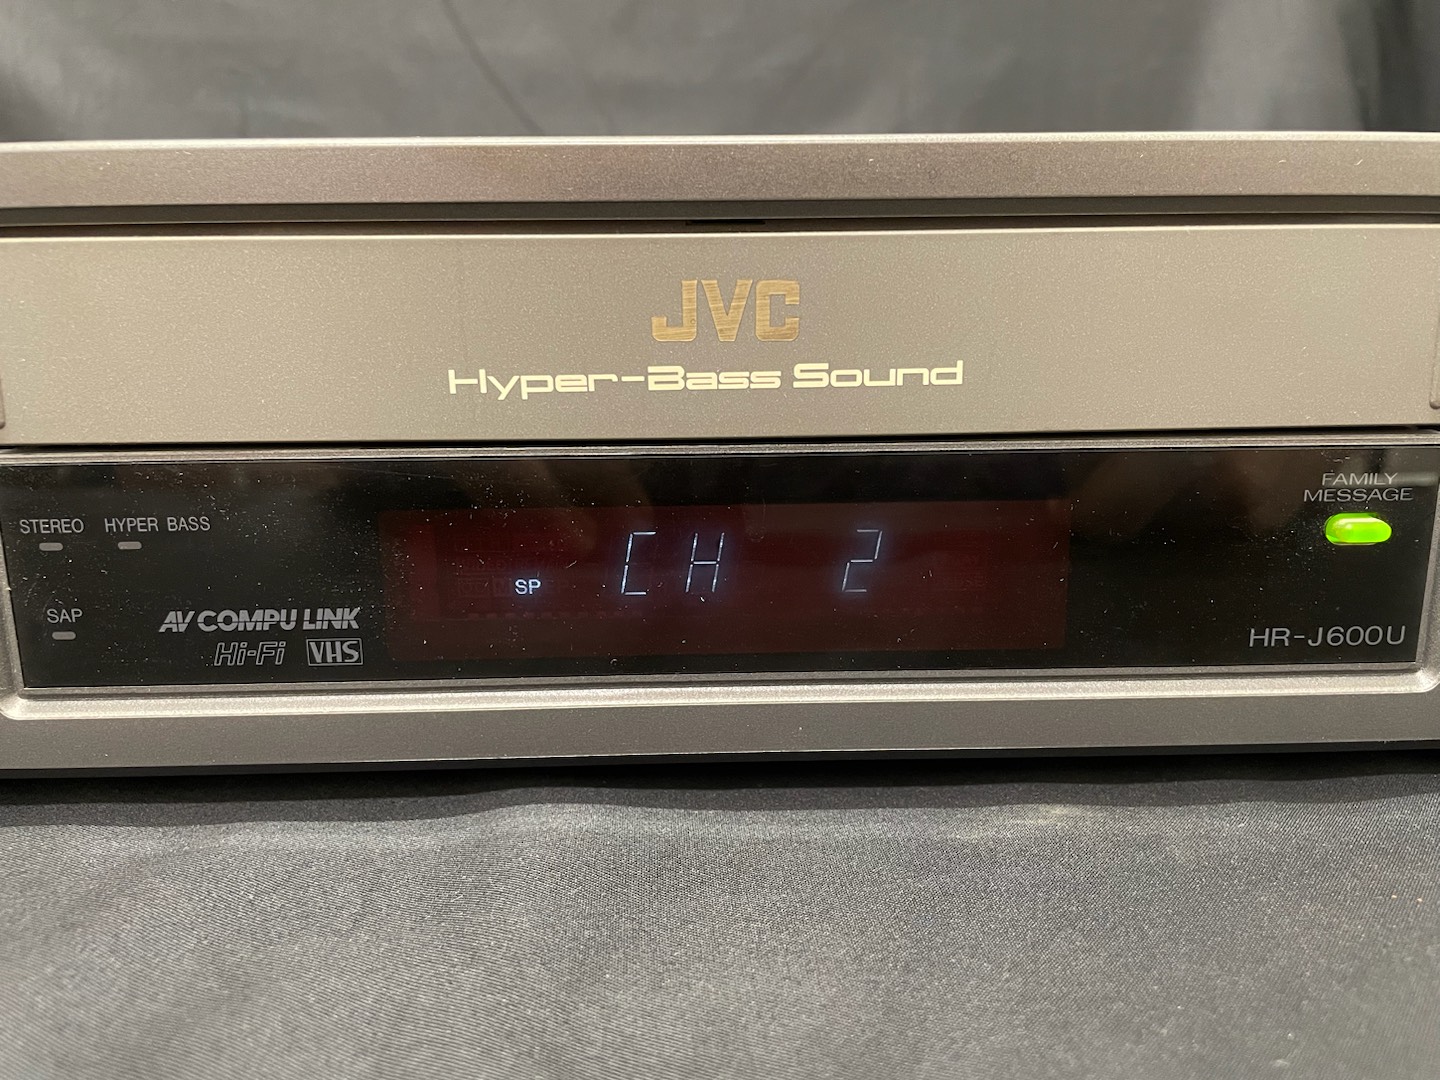 JVC
Hyper-Bass Sound
FAMILY
MESSAGE
STEREO HYPER BASS
SP CH 2
SAP
AV COMPU LINK
HR-J600U
Hi-Fi VHS